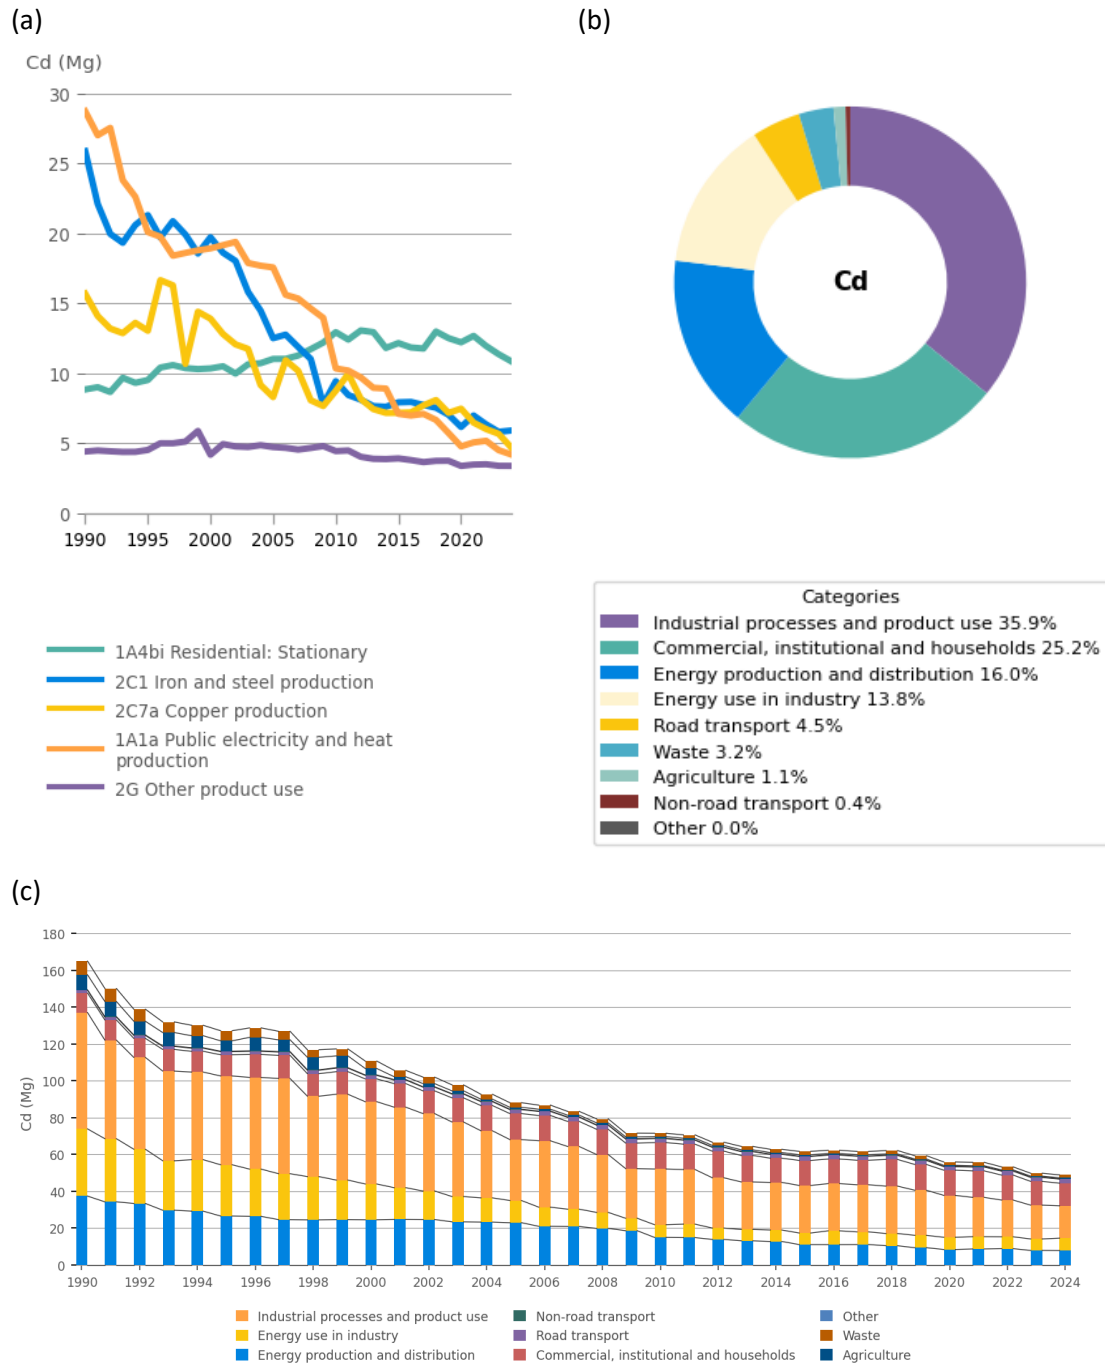 (a)
(b)
Cd (Mg)
30
25
20
15
10
5
0
1990 1995 2000 2005 2010 2015 2020
Cd
1A4bi Residential: Stationary
2C1 Iron and steel production
2C7a Copper production
1A1a Public electricity and heat
production
2G Other product use
Categories
Industrial processes and product use 35.9%
Commercial, institutional and households 25.2%
Energy production and distribution 16.0%
Energy use in industry 13.8%
Road transport 4.5%
Waste 3.2%
Agriculture 1.1%
Non-road transport 0.4%
Other 0.0%
(c)
Cd (Mg)
180
160
140
120
100
80
60
40
20
0
1990 1992 1994 1996 1998 2000 2002 2004 2006 2008 2010 2012 2014 2016 2018 2020 2022 2024
Industrial processes and product use
Energy use in industry
Energy production and distribution
Non-road transport
Road transport
Commercial, institutional and households
Other
Waste
Agriculture